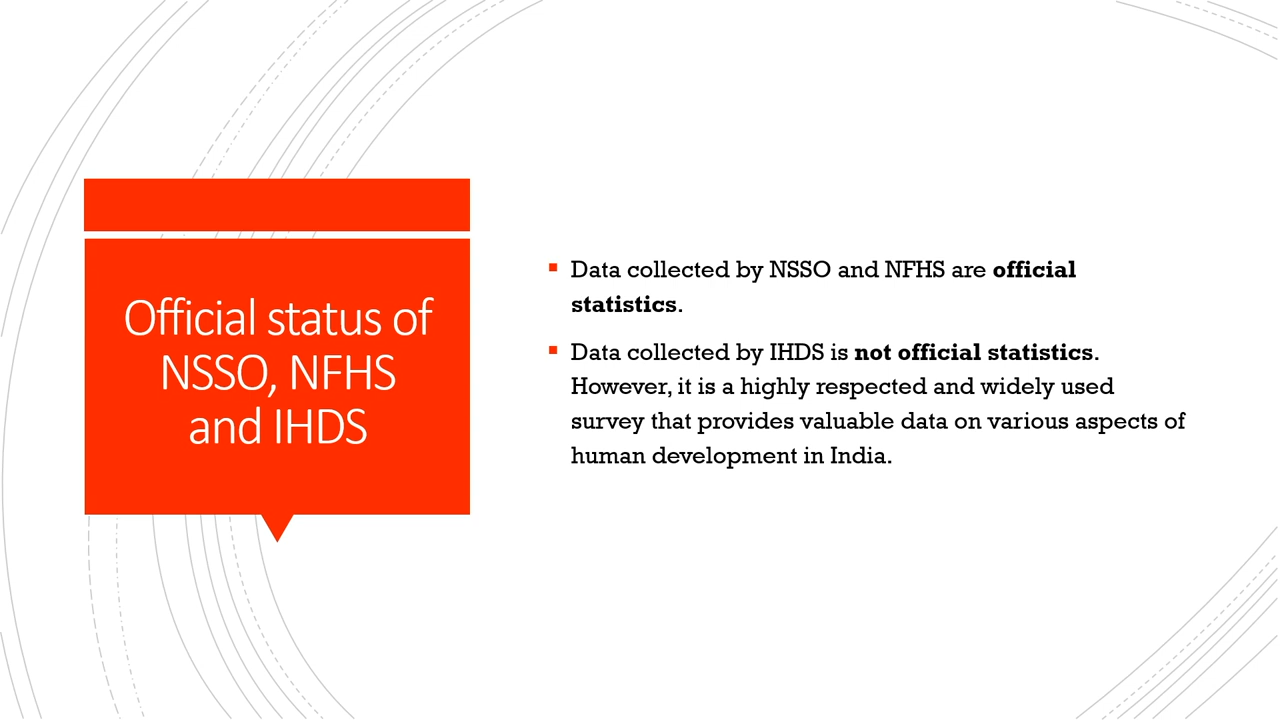 Official status of
NSSO, NFHS
and IHDS
Data collected by NSSO and NFHS are official
statistics.
Data collected by IHDS is not official statistics.
However, it is a highly respected and widely used
survey that provides valuable data on various aspects of
human development in India.